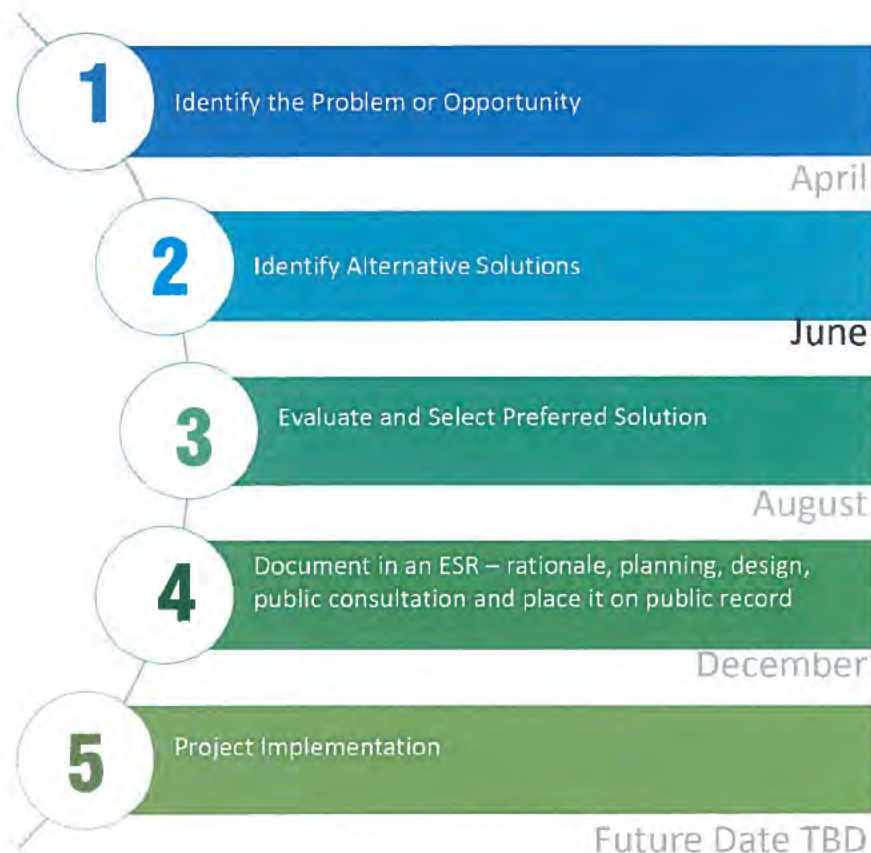 1
Identify the Problem or Opportunity
April
2
Identify Alternative Solutions
June
3
Evaluate and Select Preferred Solution
August
4
Document in an ESR – rationale, planning, design,
public consultation and place it on public record
December
5
Project Implementation
Future Date TBD